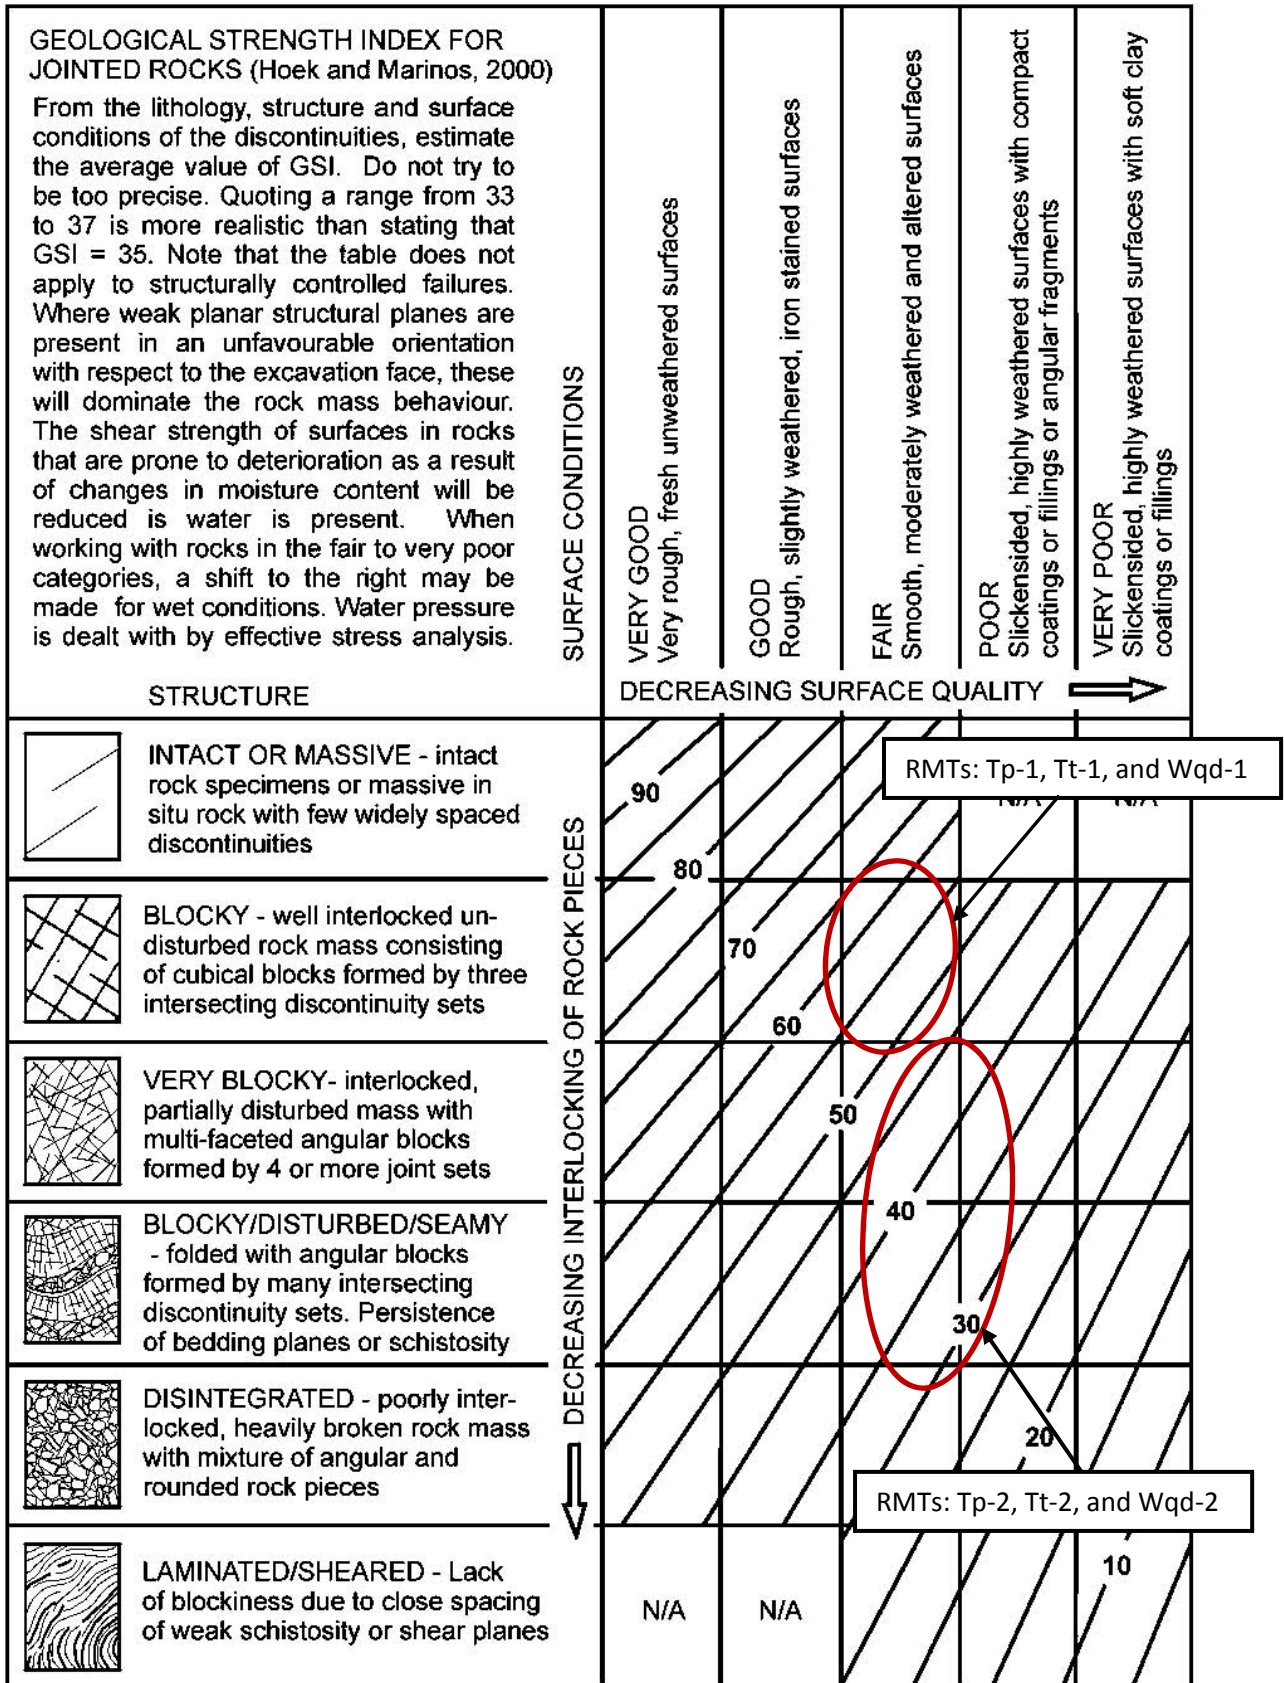 GEOLOGICAL STRENGTH INDEX FOR
JOINTED ROCKS (Hoek and Marinos, 2000)
From the lithology, structure and surface
conditions of the discontinuities, estimate
the average value of GSI. Do not try to
be too precise. Quoting a range from 33
to 37 is more realistic than stating that
GSI = 35. Note that the table does not
apply to structurally controlled failures.
Where weak planar structural planes are
present in an unfavourable orientation
with respect to the excavation face, these
will dominate the rock mass behaviour.
The shear strength of surfaces in rocks
that are prone to deterioration as a result
of changes in moisture content will be
reduced is water is present. When
working with rocks in the fair to very poor
categories, a shift to the right may be
made for wet conditions. Water pressure
is dealt with by effective stress analysis.
STRUCTURE
SURFACE CONDITIONS
VERY GOOD
Very rough, fresh unweathered surfaces
GOOD
Rough, slightly weathered, iron stained surfaces
FAIR
Smooth, moderately weathered and altered surfaces
POOR
Slickensided, highly weathered surfaces with compact
coatings or fillings or angular fragments
VERY POOR
Slickensided, highly weathered surfaces with soft clay
coatings or fillings
DECREASING SURFACE QUALITY
DECREASING INTERLOCKING OF ROCK PIECES
INTACT OR MASSIVE - intact
rock specimens or massive in
situ rock with few widely spaced
discontinuities
90
RMTs: Tp-1, Tt-1, and Wqd-1
N/A
N/A
80
BLOCKY - well interlocked un-
disturbed rock mass consisting
of cubical blocks formed by three
intersecting discontinuity sets
70
60
VERY BLOCKY- interlocked,
partially disturbed mass with
multi-faceted angular blocks
formed by 4 or more joint sets
50
40
BLOCKY/DISTURBED/SEAMY
- folded with angular blocks
formed by many intersecting
discontinuity sets. Persistence
of bedding planes or schistosity
30
DISINTEGRATED - poorly inter-
locked, heavily broken rock mass
with mixture of angular and
rounded rock pieces
20
RMTs: Tp-2, Tt-2, and Wqd-2
LAMINATED/SHEARED - Lack
of blockiness due to close spacing
of weak schistosity or shear planes
N/A
N/A
10